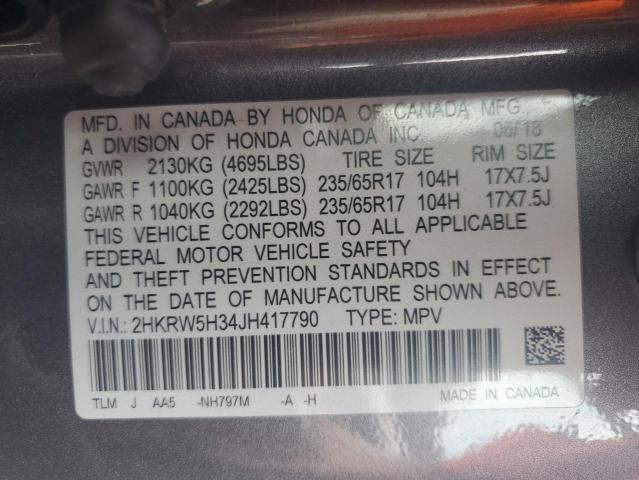 MFD. IN CANADA BY HONDA OF CANADA MFG.,
A DIVISION OF HONDA CANADA INC. 06/18
GVWR 2130KG (4695LBS) TIRE SIZE RIM SIZE
GAWR F 1100KG (2425LBS) 235/65R17 104H 17X7.5J
GAWR R 1040KG (2292LBS) 235/65R17 104H 17X7.5J
THIS VEHICLE CONFORMS TO ALL APPLICABLE
FEDERAL MOTOR VEHICLE SAFETY
AND THEFT PREVENTION STANDARDS IN EFFECT
ON THE DATE OF MANUFACTURE SHOWN ABOVE.
V.I.N.: 2HKRW5H34JH417790 TYPE: MPV
TLM J AA5 -NH797M -A -H MADE IN CANADA